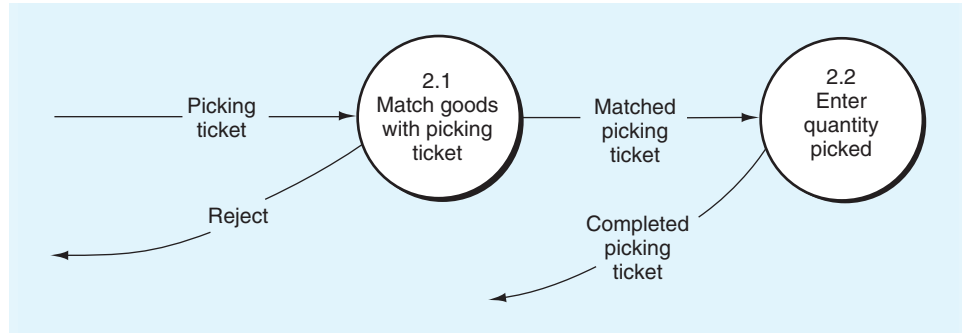 Picking
ticket
2.1
Match goods
with picking
ticket
Matched
picking
ticket
2.2
Enter
quantity
picked
Reject
Completed
picking
ticket